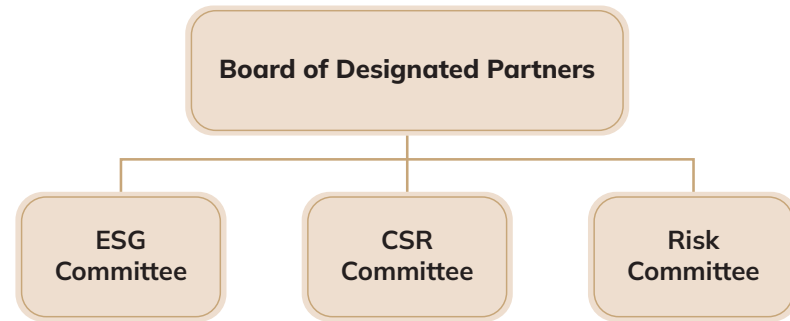 Board of Designated Partners
ESG
Committee
CSR
Committee
Risk
Committee